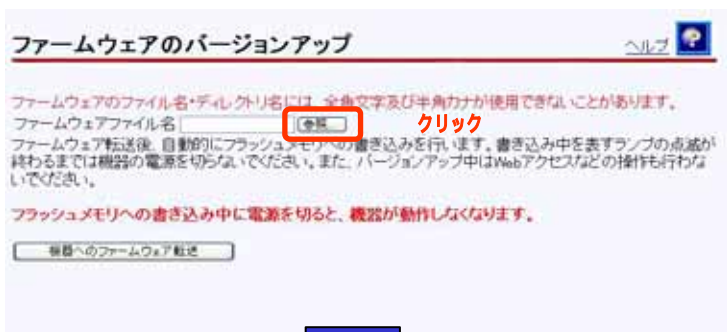 ファームウェアのバージョンアップ
ヘルプ
ファームウェアのファイル名・ディレクトリ名には、全角文字及び半角カナが使用できないことがあります。
ファームウェアファイル名 参照... クリック
ファームウェア転送後、自動的にフラッシュメモリへの書き込みを行います。書き込み中を表すランプの点滅が
終わるまでは機器の電源を切らないでください。また、バージョンアップ中はWebアクセスなどの操作も行わな
いでください。
フラッシュメモリへの書き込み中に電源を切ると、機器が動作しなくなります。
機器へのファームウェア転送